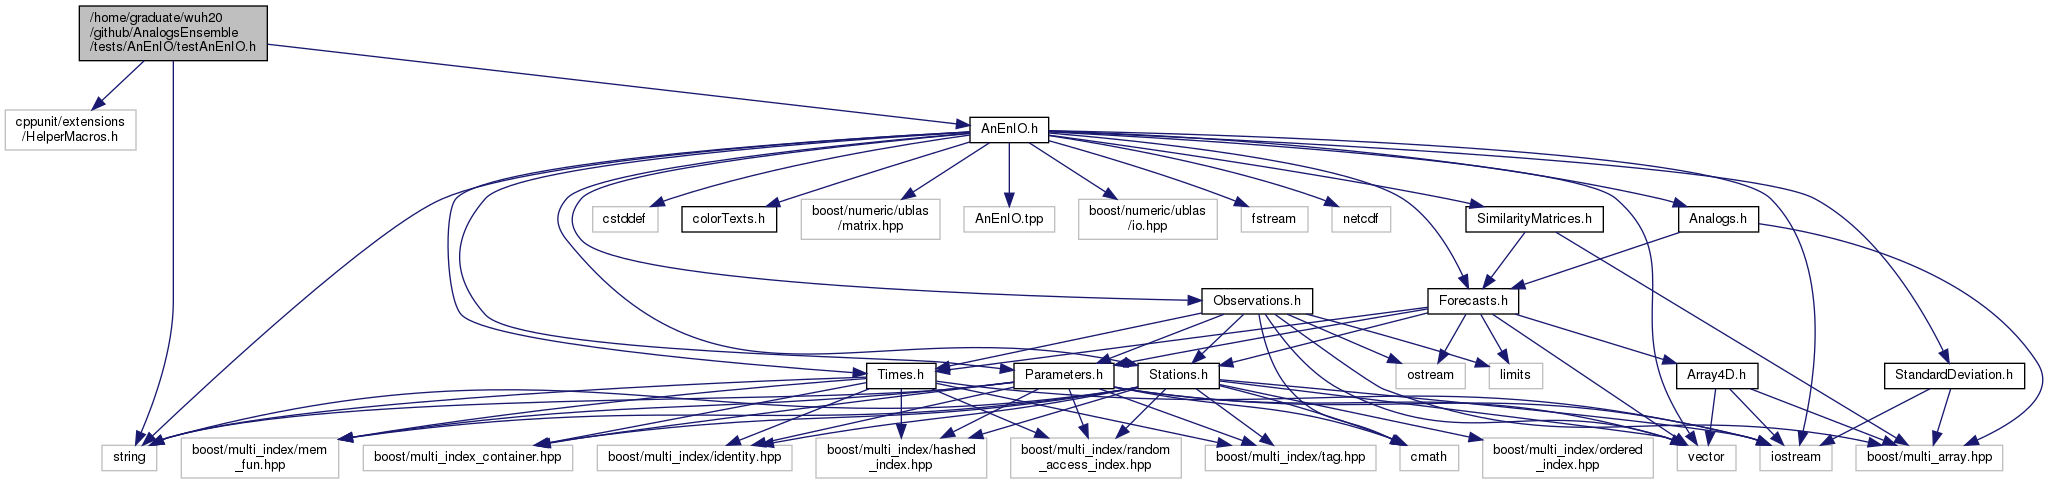 /home/graduate/wuh20
/github/AnalogsEnsemble
/tests/AnEnIO/testAnEnIO.h
cppunit/extensions
/HelperMacros.h
AnEnIO.h
cstddef
colorTexts.h
boost/numeric/ublas
/matrix.hpp
AnEnIO.tpp
boost/numeric/ublas
/io.hpp
fstream
netcdf
SimilarityMatrices.h
Analogs.h
Observations.h
Forecasts.h
Times.h
Parameters.h
Stations.h
ostream
limits
Array4D.h
StandardDeviation.h
string
boost/multi_index/mem
_fun.hpp
boost/multi_index_container.hpp
boost/multi_index/identity.hpp
boost/multi_index/hashed
_index.hpp
boost/multi_index/random
_access_index.hpp
boost/multi_index/tag.hpp
cmath
boost/multi_index/ordered
_index.hpp
vector
iostream
boost/multi_array.hpp